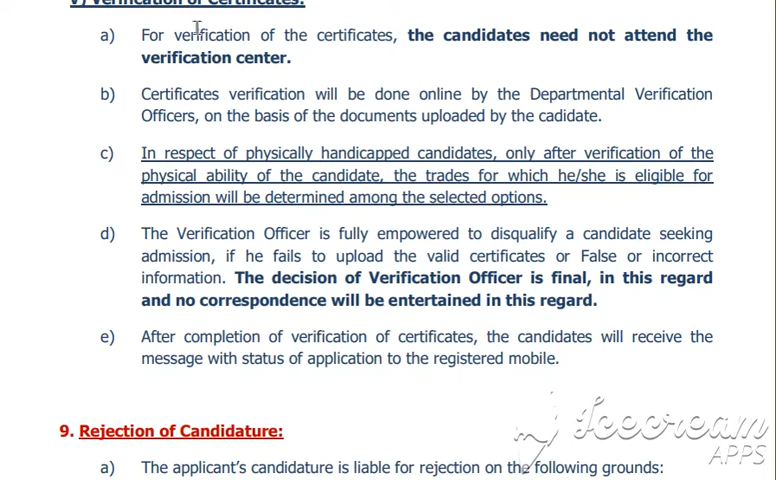 V) Verification of Certificates:
a) For verification of the certificates, the candidates need not attend the
verification center.
b) Certificates verification will be done online by the Departmental Verification
Officers, on the basis of the documents uploaded by the cadidate.
c) In respect of physically handicapped candidates, only after verification of the
physical ability of the candidate, the trades for which he/she is eligible for
admission will be determined among the selected options.
d) The Verification Officer is fully empowered to disqualify a candidate seeking
admission, if he fails to upload the valid certificates or False or incorrect
information. The decision of Verification Officer is final, in this regard
and no correspondence will be entertained in this regard.
e) After completion of verification of certificates, the candidates will receive the
message with status of application to the registered mobile.
9. Rejection of Candidature:
a) The applicant's candidature is liable for rejection on the following grounds:
Icecream
APPS